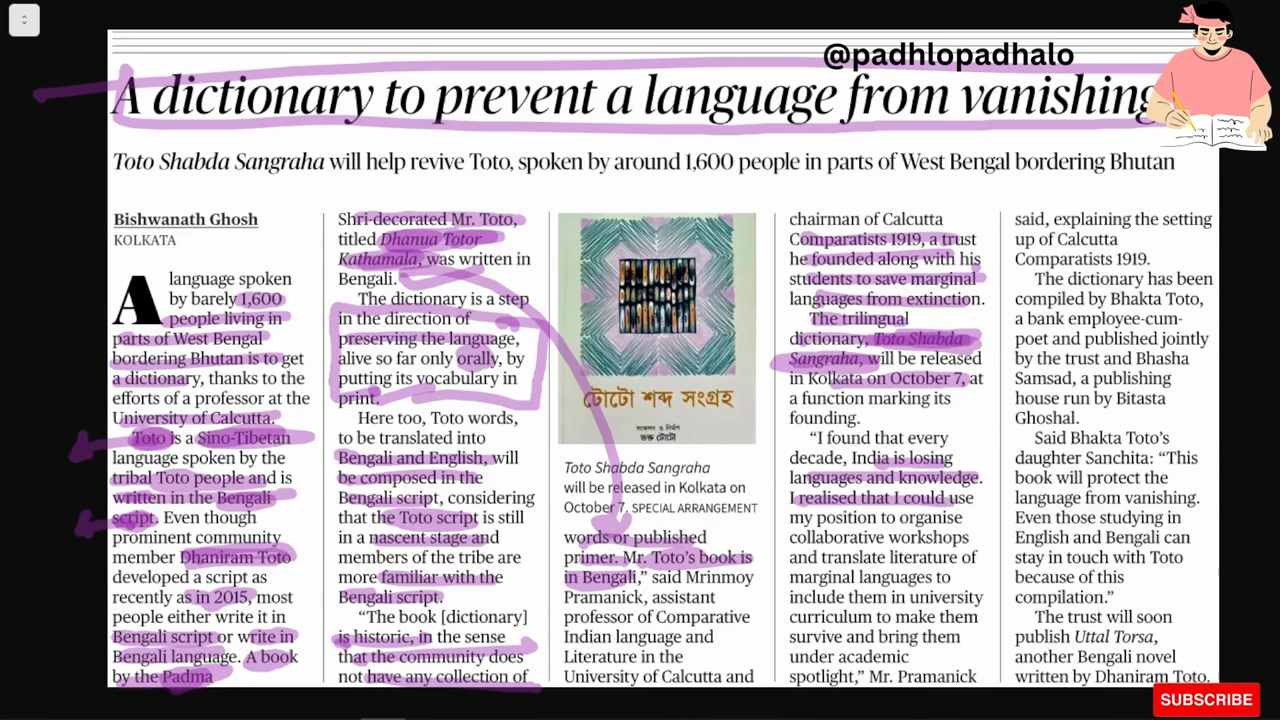 @padhlopadhalo
A dictionary to prevent a language from vanishing
Toto Shabda Sangraha will help revive Toto, spoken by around 1,600 people in parts of West Bengal bordering Bhutan
Bishwanath Ghosh
KOLKATA
A language spoken
by barely 1,600
people living in
parts of West Bengal
bordering Bhutan is to get
a dictionary, thanks to the
efforts of a professor at the
University of Calcutta.
Toto is a Sino-Tibetan
language spoken by the
tribal Toto people and is
written in the Bengali
script. Even though
prominent community
member Dhaniram Toto
developed a script as
recently as in 2015, most
people either write it in
Bengali script or write in
Bengali language. A book
by the Padma
Shri-decorated Mr. Toto,
titled Dhanua Totor
Kathamala, was written in
Bengali.
The dictionary is a step
in the direction of
preserving the language,
alive so far only orally, by
putting its vocabulary in
print.
Here too, Toto words,
to be translated into
Bengali and English, will
be composed in the
Bengali script, considering
that the Toto script is still
in a nascent stage and
members of the tribe are
more familiar with the
Bengali script.
"The book [dictionary]
is historic, in the sense
that the community does
not have any collection of
টোটো শব্দ সংগ্রহ
সংকলন ও নির্মাণ
ভক্ত টোটো
Toto Shabda Sangraha
will be released in Kolkata on
October 7. SPECIAL ARRANGEMENT
words or published
primer. Mr. Toto's book is
in Bengali," said Mrinmoy
Pramanick, assistant
professor of Comparative
Indian language and
Literature in the
University of Calcutta and
chairman of Calcutta
Comparatists 1919, a trust
he founded along with his
students to save marginal
languages from extinction.
The trilingual
dictionary, Toto Shabda
Sangraha, will be released
in Kolkata on October 7, at
a function marking its
founding.
"I found that every
decade, India is losing
languages and knowledge.
I realised that I could use
my position to organise
collaborative workshops
and translate literature of
marginal languages to
include them in university
curriculum to make them
survive and bring them
under academic
spotlight," Mr. Pramanick
said, explaining the setting
up of Calcutta
Comparatists 1919.
The dictionary has been
compiled by Bhakta Toto,
a bank employee-cum-
poet and published jointly
by the trust and Bhasha
Samsad, a publishing
house run by Bitasta
Ghoshal.
Said Bhakta Toto's
daughter Sanchita: "This
book will protect the
language from vanishing.
Even those studying in
English and Bengali can
stay in touch with Toto
because of this
compilation."
The trust will soon
publish Uttal Torsa,
another Bengali novel
written by Dhaniram Toto.
SUBSCRIBE